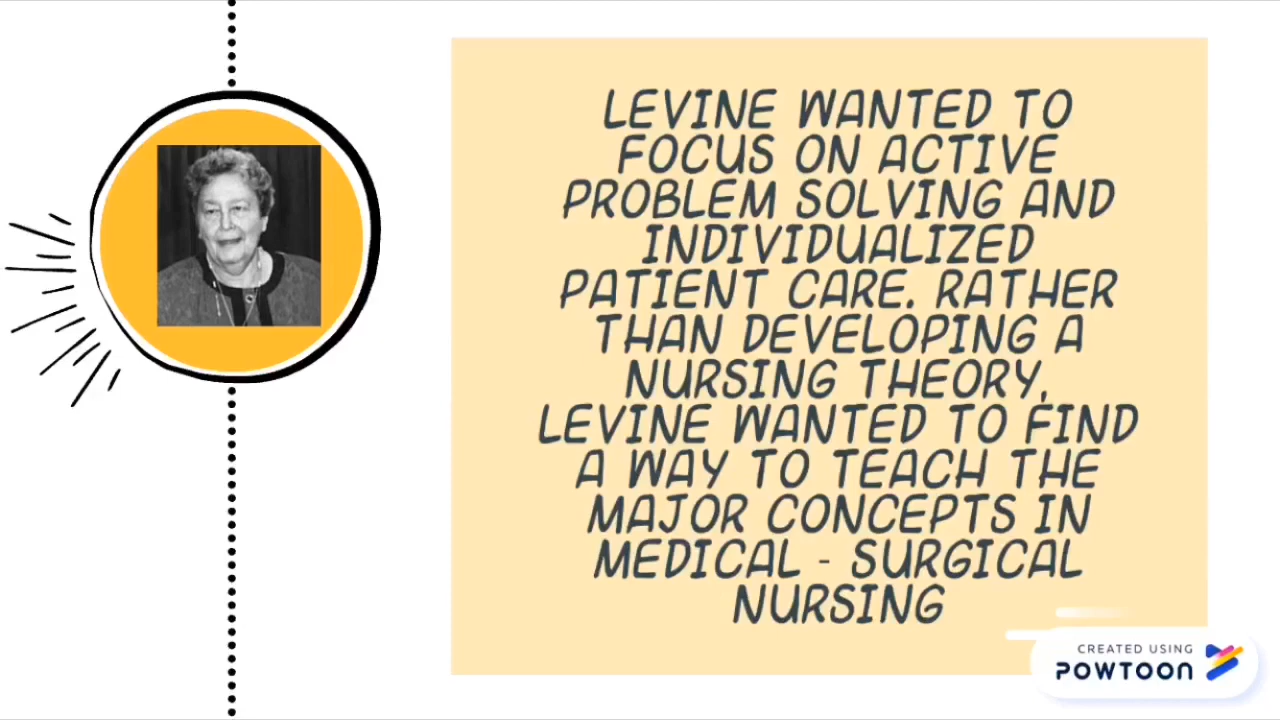 LEVINE WANTED TO
FOCUS ON ACTIVE
PROBLEM SOLVING AND
INDIVIDUALIZED
PATIENT CARE. RATHER
THAN DEVELOPING A
NURSING THEORY,
LEVINE WANTED TO FIND
A WAY TO TEACH THE
MAJOR CONCEPTS IN
MEDICAL - SURGICAL
NURSING
CREATED USING
POWTOON